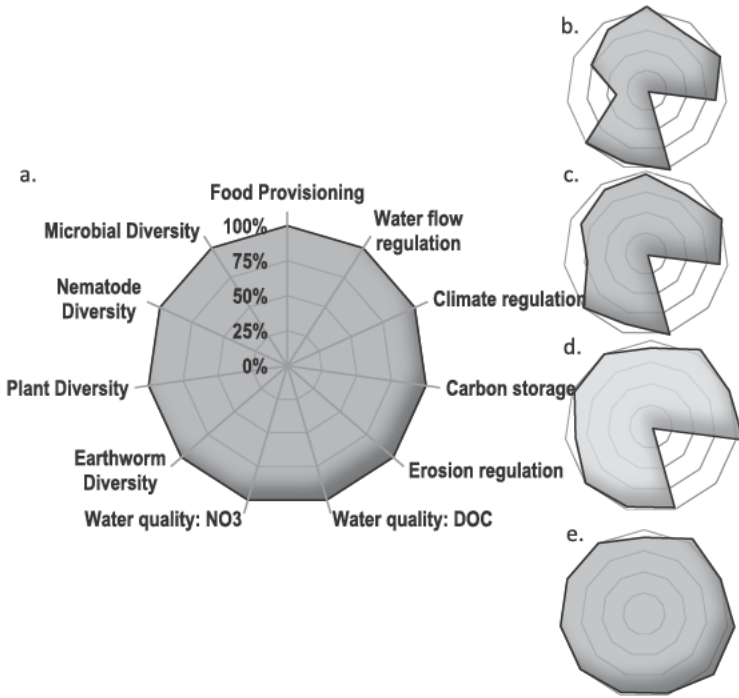 b.
a.
c.
Food Provisioning
100%
Water flow
regulation
Microbial Diversity
75%
Nematode
Diversity
50%
Climate regulation
25%
d.
0%
Plant Diversity
Carbon storage
Earthworm
Diversity
Erosion regulation
Water quality: NO3
Water quality: DOC
e.